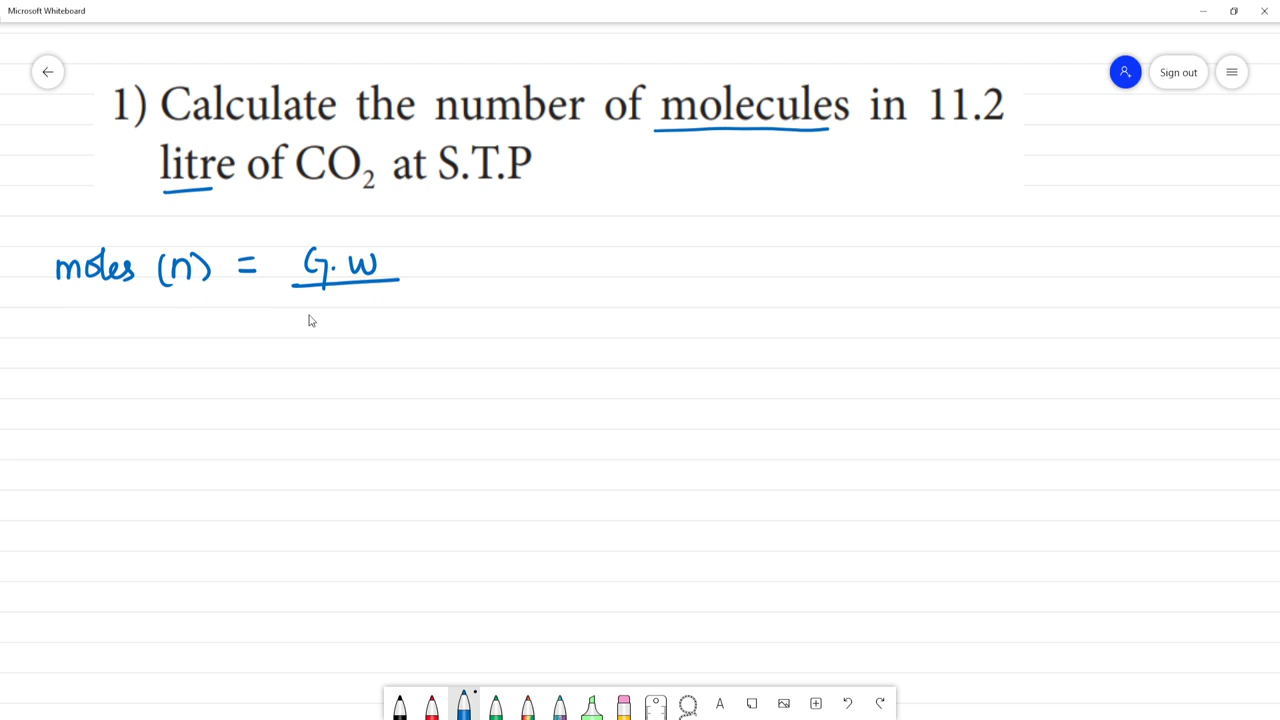 Microsoft Whiteboard
Sign out
1) Calculate the number of molecules in 11.2
litre of CO₂ at S.T.P
moles (n) = G.W
A